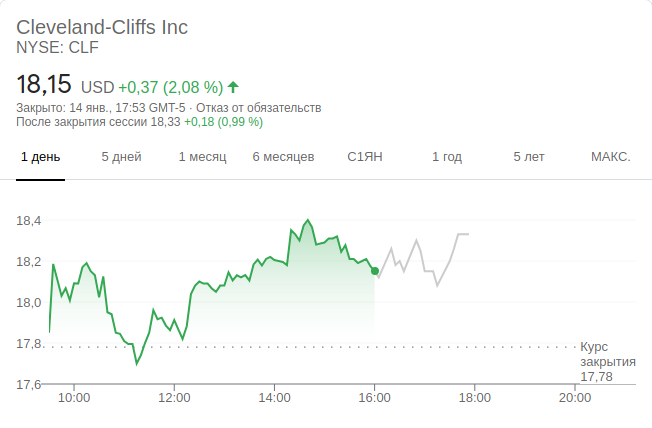 Cleveland-Cliffs Inc
NYSE: CLF
18,15 USD +0,37 (2,08 %)
Закрыто: 14 янв., 17:53 GMT-5 · Отказ от обязательств
После закрытия сессии 18,33 +0,18 (0,99 %)
1 день 5 дней 1 месяц 6 месяцев С1ЯН 1 год 5 лет МАКС.
18,4
18,2
18,0
17,8
17,6
Курс
закрытия
17,78
10:00 12:00 14:00 16:00 18:00 20:00